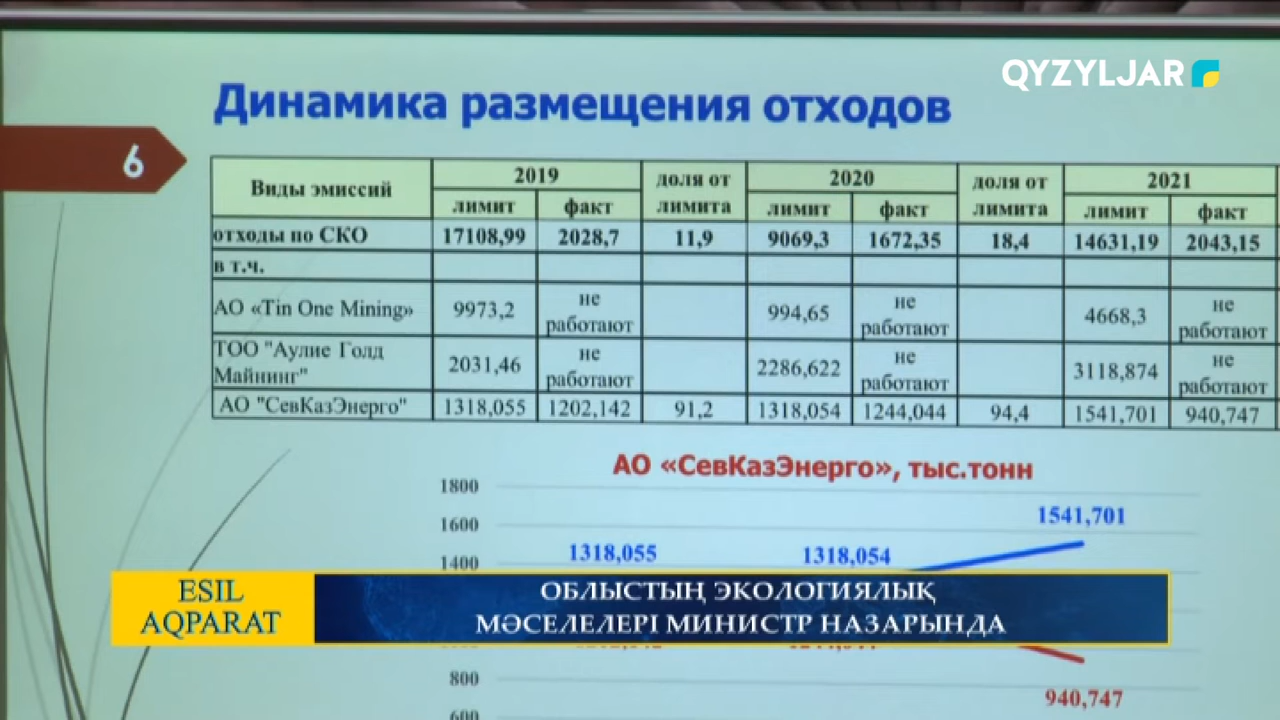 QYZYLJAR
Динамика размещения отходов
6
Виды эмиссий 2019 доля от лимита 2020 доля от лимита 2021
лимит факт лимит факт лимит факт
отходы по СКО 17108,99 2028,7 11,9 9069,3 1672,35 18,4 14631,19 2043,15
в т.ч.
АО «Tin One Mining» 9973,2 не работают 994,65 не работают 4668,3 не работают
ТОО "Аулие Голд Майнинг" 2031,46 не работают 2286,622 не работают 3118,874 не работают
АО "СевКазЭнерго" 1318,055 1202,142 91,2 1318,054 1244,044 94,4 1541,701 940,747
АО «СевКазЭнерго», тыс.тонн
1800
1600 1541,701
1400 1318,055 1318,054
ESIL
AQPARAT
ОБЛЫСТЫҢ ЭКОЛОГИЯЛЫҚ
МӘСЕЛЕЛЕРІ МИНИСТР НАЗАРЫНДА
800
940,747
600